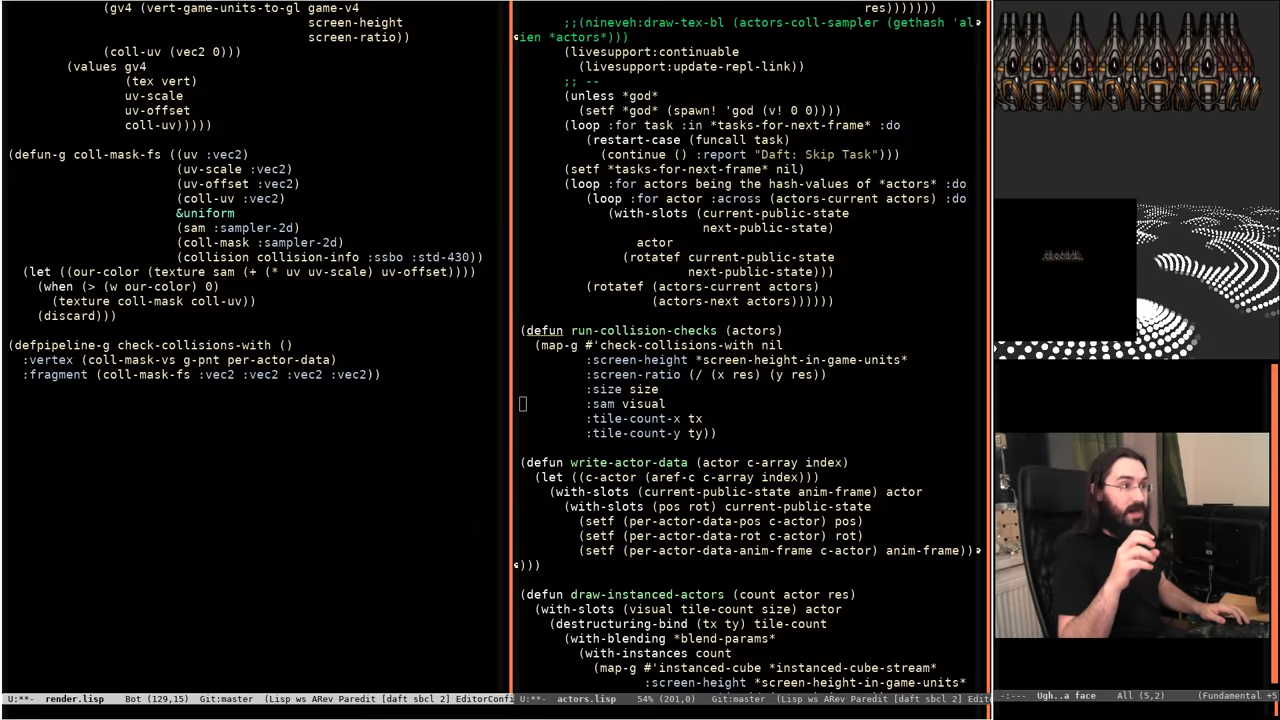 (gv4 (vert-game-units-to-gl game-v4
screen-height
screen-ratio))
(coll-uv (vec2 0)))
(values gv4
(tex vert)
uv-scale
uv-offset
coll-uv)))))
(defun-g coll-mask-fs ((uv :vec2)
(uv-scale :vec2)
(uv-offset :vec2)
(coll-uv :vec2)
&uniform
(sam :sampler-2d)
(coll-mask :sampler-2d)
(collision collision-info :ssbo :std-430))
(let ((our-color (texture sam (+ (* uv uv-scale) uv-offset))))
(when (> (w our-color) 0)
(texture coll-mask coll-uv))
(discard)))
(defpipeline-g check-collisions-with ()
:vertex (coll-mask-vs g-pnt per-actor-data)
:fragment (coll-mask-fs :vec2 :vec2 :vec2 :vec2))
U:**-  render.lisp   Bot (129,15)  Git:master  (Lisp ws ARev Paredit [daft sbcl 2] EditorConfi
res)))))))
;;(nineveh:draw-tex-bl (actors-coll-sampler (gethash 'al
ien *actors*)))
(livesupport:continuable
(livesupport:update-repl-link))
;; --
(unless *god*
(setf *god* (spawn! 'god (v! 0 0))))
(loop :for task :in *tasks-for-next-frame* :do
(restart-case (funcall task)
(continue () :report "Daft: Skip Task")))
(setf *tasks-for-next-frame* nil)
(loop :for actors being the hash-values of *actors* :do
(loop :for actor :across (actors-current actors) :do
(with-slots (current-public-state
next-public-state)
actor
(rotatef current-public-state
next-public-state)))
(rotatef (actors-current actors)
(actors-next actors))))))
(defun run-collision-checks (actors)
(map-g #'check-collisions-with nil
:screen-height *screen-height-in-game-units*
:screen-ratio (/ (x res) (y res))
:size size
:sam visual
:tile-count-x tx
:tile-count-y ty))
(defun write-actor-data (actor c-array index)
(let ((c-actor (aref-c c-array index)))
(with-slots (current-public-state anim-frame) actor
(with-slots (pos rot) current-public-state
(setf (per-actor-data-pos c-actor) pos)
(setf (per-actor-data-rot c-actor) rot)
(setf (per-actor-data-anim-frame c-actor) anim-frame))
)))
(defun draw-instanced-actors (count actor res)
(with-slots (visual tile-count size) actor
(destructuring-bind (tx ty) tile-count
(with-blending *blend-params*
(with-instances count
(map-g #'instanced-cube *instanced-cube-stream*
:screen-height *screen-height-in-game-units*
U:**-  actors.lisp   54% (201,0)  Git:master  (Lisp ws ARev Paredit [daft sbcl 2] Edit
-:---  Ugh..a face   All (5,2)   (Fundamental +5